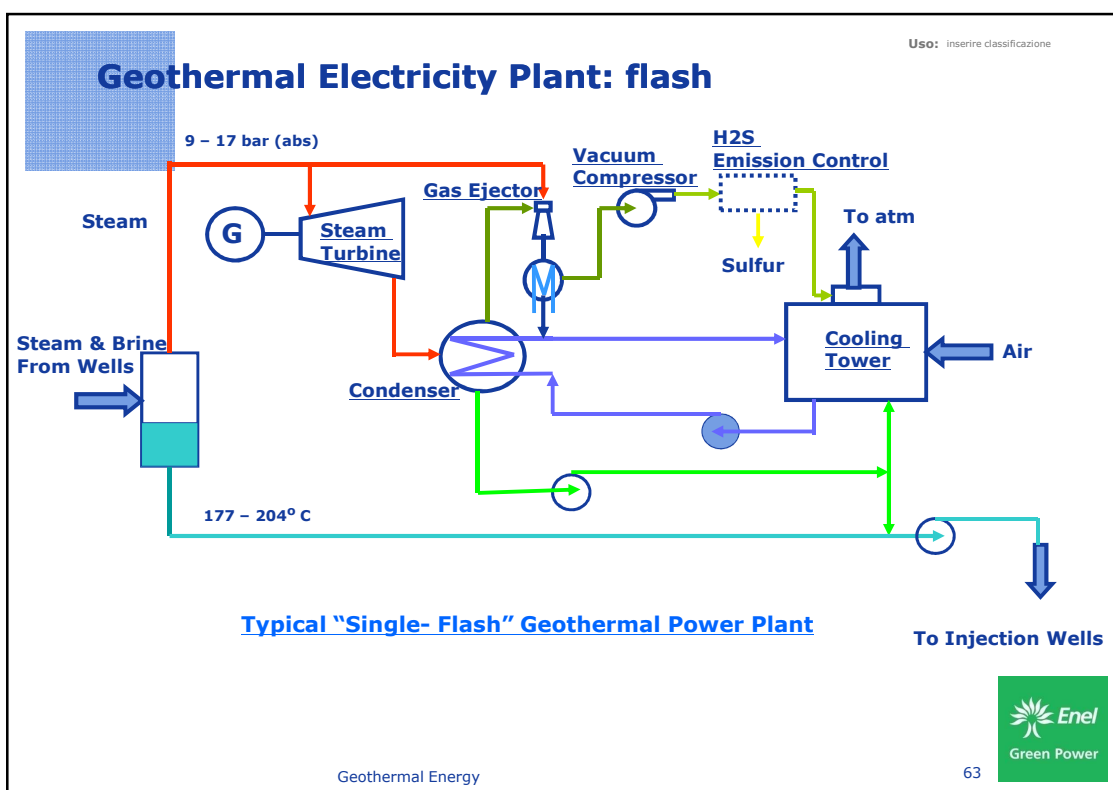 Uso: inserire classificazione
Geothermal Electricity Plant: flash
9 – 17 bar (abs)
H2S
Emission Control
Vacuum
Compressor
Gas Ejector
Steam
G
Steam
Turbine
To atm
Sulfur
Steam & Brine
From Wells
Cooling
Tower
Air
Condenser
177 – 204⁰ C
Typical “Single- Flash” Geothermal Power Plant
To Injection Wells
Enel
Green Power
Geothermal Energy
63